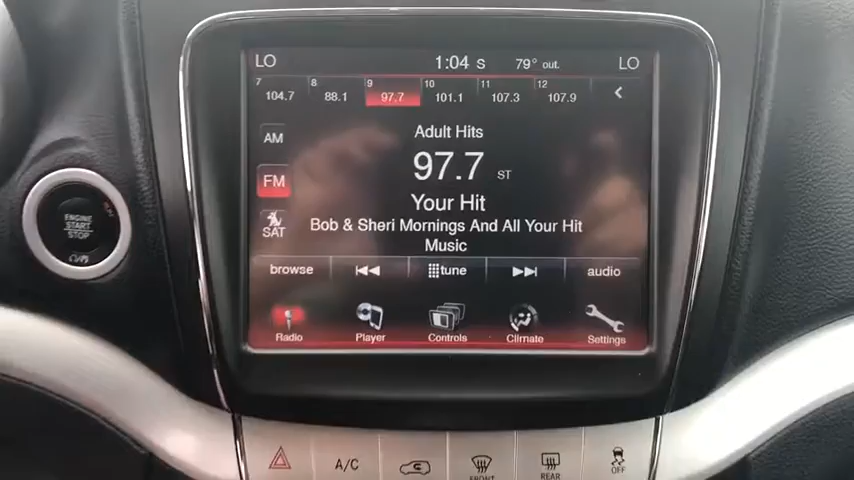 LO 1:04 S 79° out. LO
7 104.7 8 88.1 9 97.7 10 101.1 11 107.3 12 107.9
AM
FM
SAT
Adult Hits
97.7 ST
Your Hit
Bob & Sheri Mornings And All Your Hit
Music
browse tune audio
Radio Player Controls Climate Settings
ENGINE
START
STOP
A/C FRONT REAR OFF